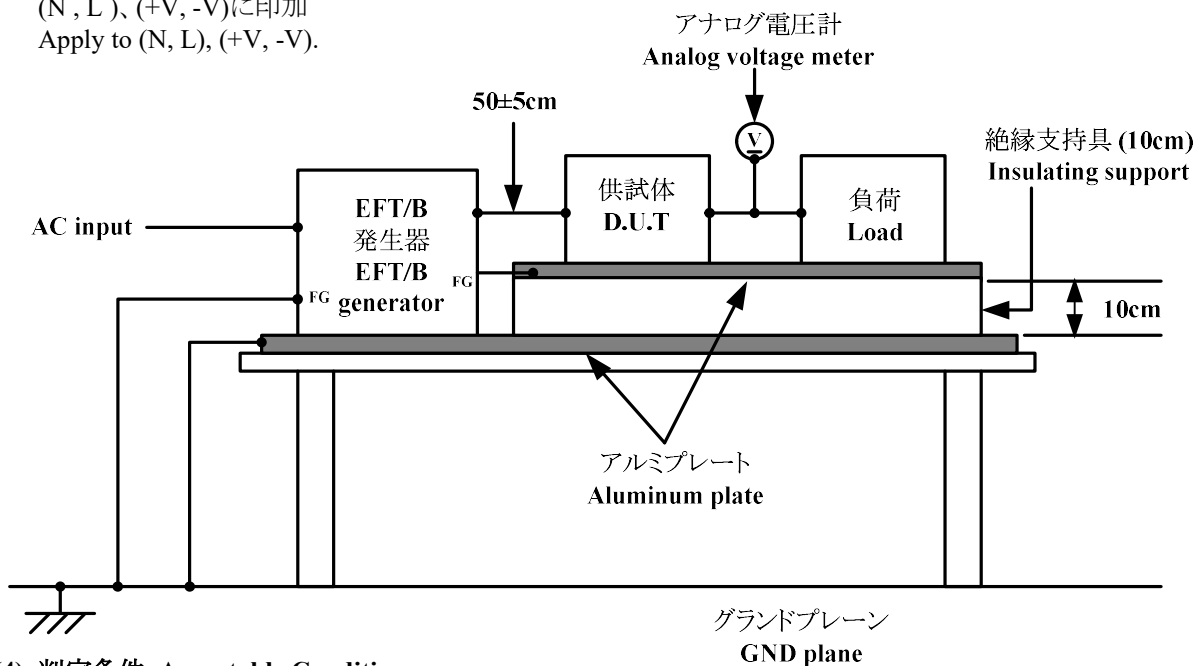 (N , L )、(+V, -V)に印加
Apply to (N, L), (+V, -V).
アナログ電圧計
Analog voltage meter
50±5cm
V
絶縁支持具 (10cm)
Insulating support
AC input
EFT/B
発生器
EFT/B
generator
FG
FG
供試体
D.U.T
負荷
Load
10cm
アルミプレート
Aluminum plate
グランドプレーン
GND plane